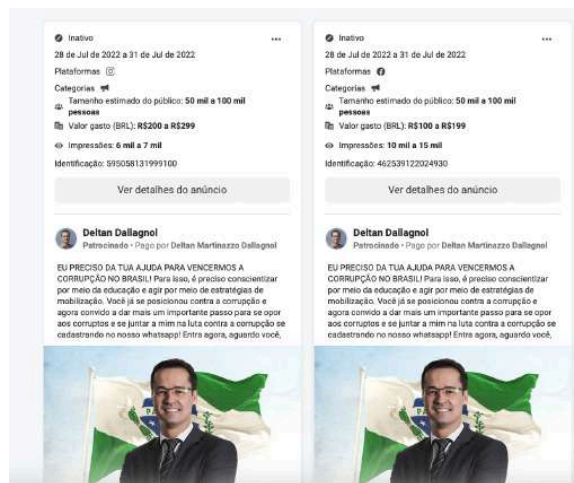 Inativo
28 de Jul de 2022 a 31 de Jul de 2022
Plataformas
Categorias
Tamanho estimado do público: 50 mil a 100 mil
pessoas
Valor gasto (BRL): R$200 a R$299
Impressões: 6 mil a 7 mil
Identificação: 595058131999100
Ver detalhes do anúncio
Deltan Dallagnol
Patrocinado • Pago por Deltan Martinazzo Dallagnol
EU PRECISO DA TUA AJUDA PARA VENCERMOS A
CORRUPÇÃO NO BRASIL! Para isso, é preciso conscientizar
por meio da educação e agir por meio de estratégias de
mobilização. Você já se posicionou contra a corrupção e
agora convido a dar mais um importante passo para se opor
aos corruptos e se juntar a mim na luta contra a corrupção se
cadastrando no nosso whatsapp! Entra agora, aguardo você,
Inativo
28 de Jul de 2022 a 31 de Jul de 2022
Plataformas
Categorias
Tamanho estimado do público: 50 mil a 100 mil
pessoas
Valor gasto (BRL): R$100 a R$199
Impressões: 10 mil a 15 mil
Identificação: 462539122024930
Ver detalhes do anúncio
Deltan Dallagnol
Patrocinado • Pago por Deltan Martinazzo Dallagnol
EU PRECISO DA TUA AJUDA PARA VENCERMOS A
CORRUPÇÃO NO BRASIL! Para isso, é preciso conscientizar
por meio da educação e agir por meio de estratégias de
mobilização. Você já se posicionou contra a corrupção e
agora convido a dar mais um importante passo para se opor
aos corruptos e se juntar a mim na luta contra a corrupção se
cadastrando no nosso whatsapp! Entra agora, aguardo você,